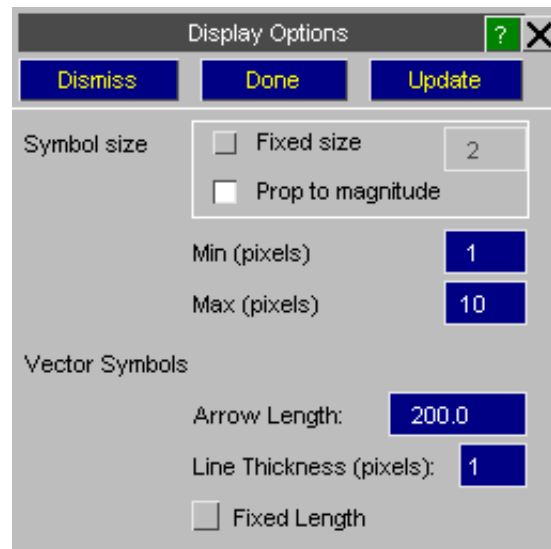 Display Options ? X
Dismiss Done Update
Symbol size Fixed size 2
Prop to magnitude
Min (pixels) 1
Max (pixels) 10
Vector Symbols
Arrow Length: 200.0
Line Thickness (pixels): 1
Fixed Length